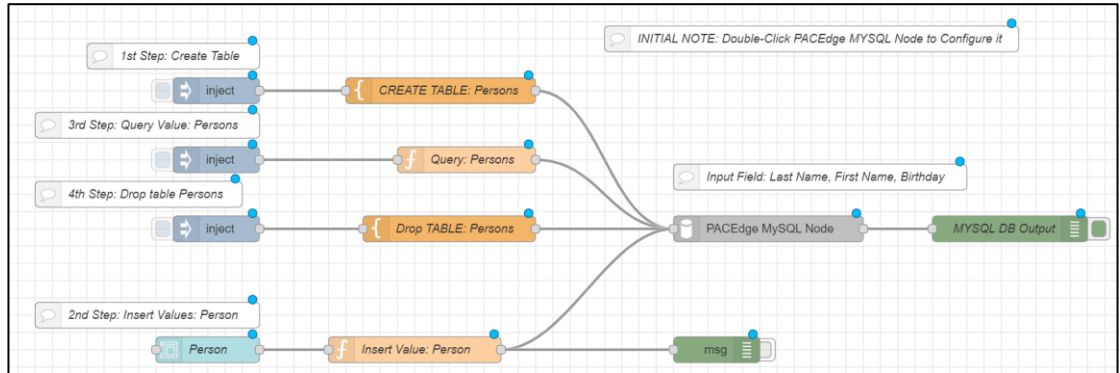 INITIAL NOTE: Double-Click PACEdge MYSQL Node to Configure it
1st Step: Create Table
inject
CREATE TABLE: Persons
3rd Step: Query Value: Persons
inject
Query: Persons
4th Step: Drop table Persons
Input Field: Last Name, First Name, Birthday
inject
Drop TABLE: Persons
PACEdge MySQL Node
MYSQL DB Output
2nd Step: Insert Values: Person
Person
Insert Value: Person
msg